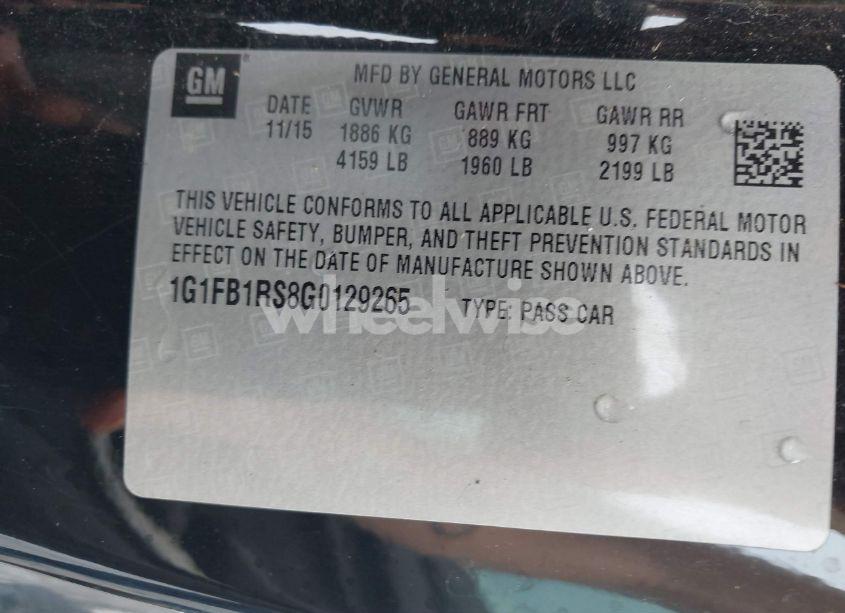 GM
MFD BY GENERAL MOTORS LLC
DATE GVWR GAWR FRT GAWR RR
11/15 1886 KG 889 KG 997 KG
4159 LB 1960 LB 2199 LB
THIS VEHICLE CONFORMS TO ALL APPLICABLE U.S. FEDERAL MOTOR
VEHICLE SAFETY, BUMPER, AND THEFT PREVENTION STANDARDS IN
EFFECT ON THE DATE OF MANUFACTURE SHOWN ABOVE.
1G1FB1RS8G0129265 TYPE: PASS CAR
wheelwise